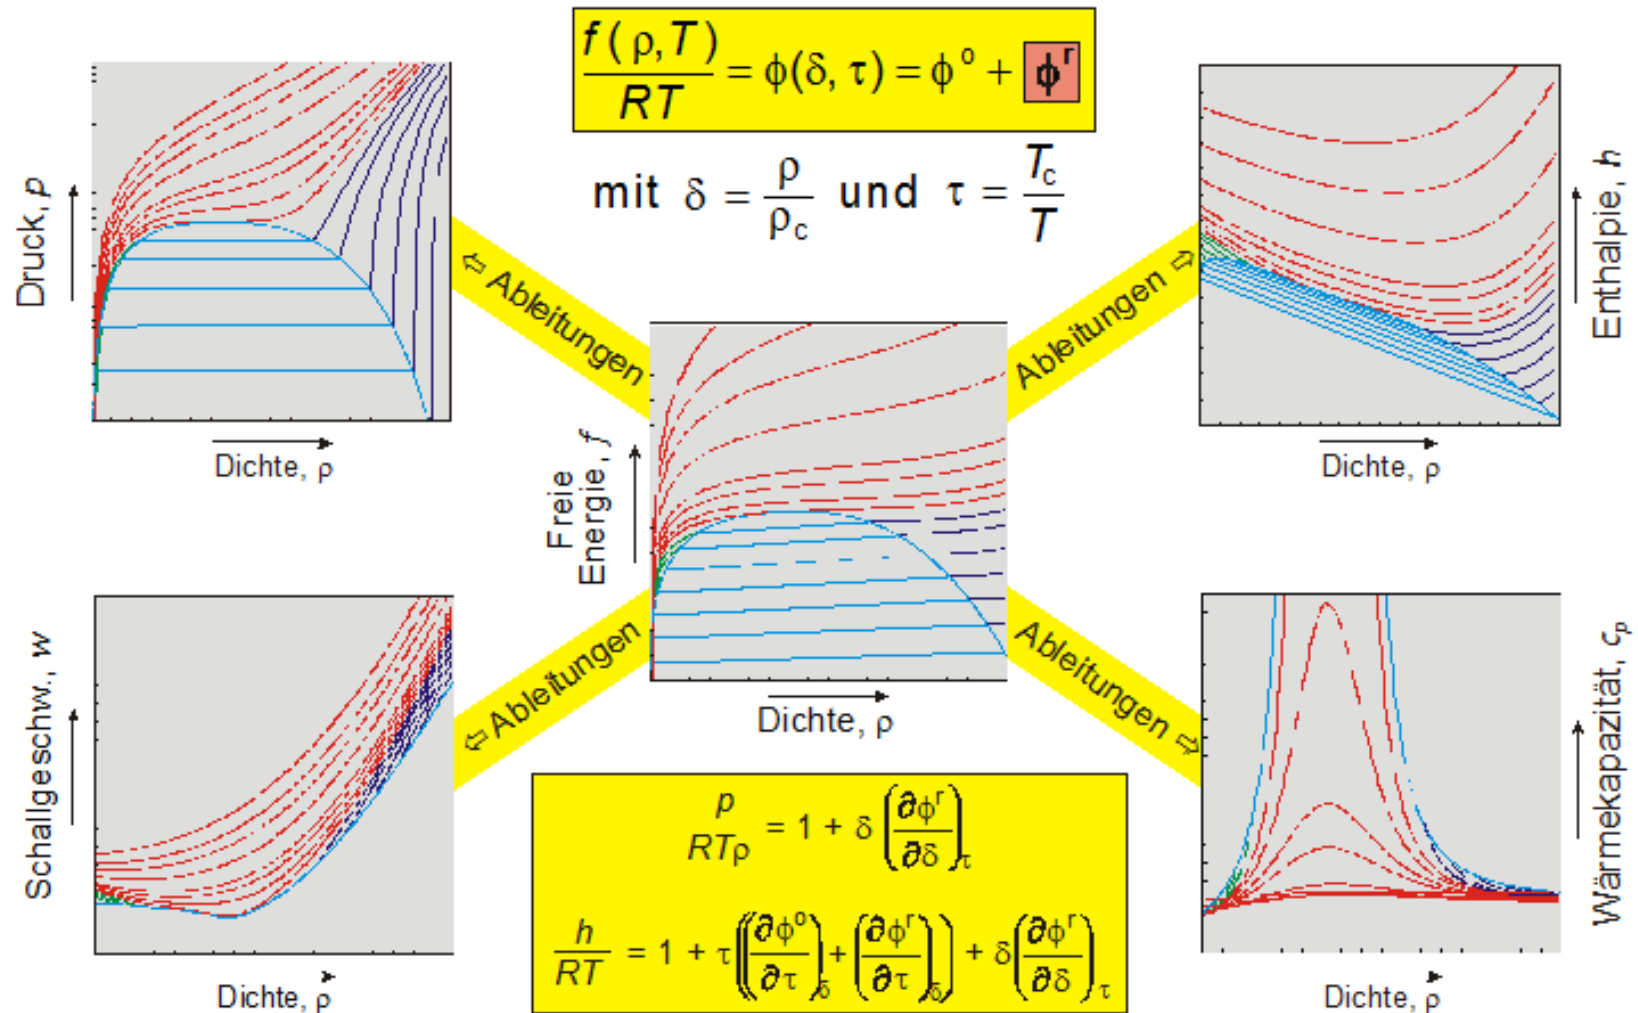 f(ρ,T)/RT = ϕ(δ, τ) = ϕ° + ϕʳ
mit δ = ρ/ρc und τ = Tc/T
Druck, p
Dichte, ρ
⇦ Ableitungen
Ableitungen ⇨
Enthalpie, h
Dichte, ρ
Freie
Energie, f
Dichte, ρ
Schallgeschw., w
Dichte, ρ
⇦ Ableitungen
Ableitungen ⇨
Wärmekapazität, cₚ
Dichte, ρ
p/RTρ = 1 + δ (∂ϕʳ/∂δ)τ
h/RT = 1 + τ((∂ϕ°/∂τ)δ + (∂ϕʳ/∂τ)δ) + δ(∂ϕʳ/∂δ)τ